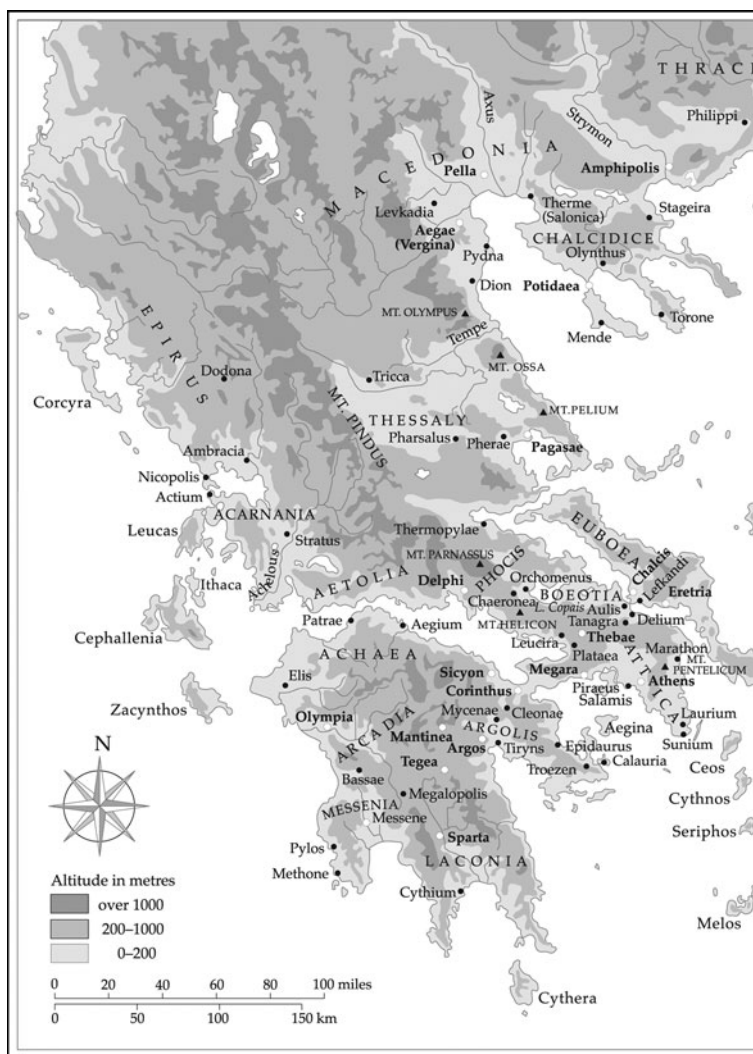 THRAC
Philippi
Axus
Strymon
MACEDONIA
Pella
Amphipolis
Levkadia
Therme
(Salonica)
Stageira
Aegae
(Vergina)
CHALCIDICE
Pydna
Olynthus
Dion
Potidaea
MT. OLYMPUS
Torone
Tempe
Mende
EPIRUS
MT. OSSA
Dodona
Tricca
Corcyra
MT. PINDUS
MT.PELIUM
THESSALY
Pharsalus
Pherae
Pagasae
Ambracia
Nicopolis
Actium
ACARNANIA
Leucas
Stratus
Thermopylae
EUBOEA
MT. PARNASSUS
PHOCIS
Chalcis
Lefkandi
Ithaca
Achelous
AETOLIA
Delphi
Orchomenus
BOEOTIA
Eretria
Chaeronea
L. Copais
Aulis
Delium
Cephallenia
Patrae
Aegium
MT.HELICON
Tanagra
Thebae
Leucira
Plataea
ATTICA
Marathon
MT.
PENTELICUM
ACHAEA
Megara
Athens
Elis
Sicyon
Corinthus
Piraeus
Salamis
Zacynthos
Mycenae
Cleonae
Olympia
ARCADIA
ARGOLIS
Aegina
Laurium
Mantinea
Argos
Tiryns
Epidaurus
Sunium
N
Tegea
Troezen
Calauria
Ceos
Bassae
Megalopolis
Cythnos
MESSENIA
Messene
Seriphos
Sparta
Pylos
LACONIA
Methone
Cythium
Melos
Altitude in metres
over 1000
200–1000
0–200
0 20 40 60 80 100 miles
0 50 100 150 km
Cythera